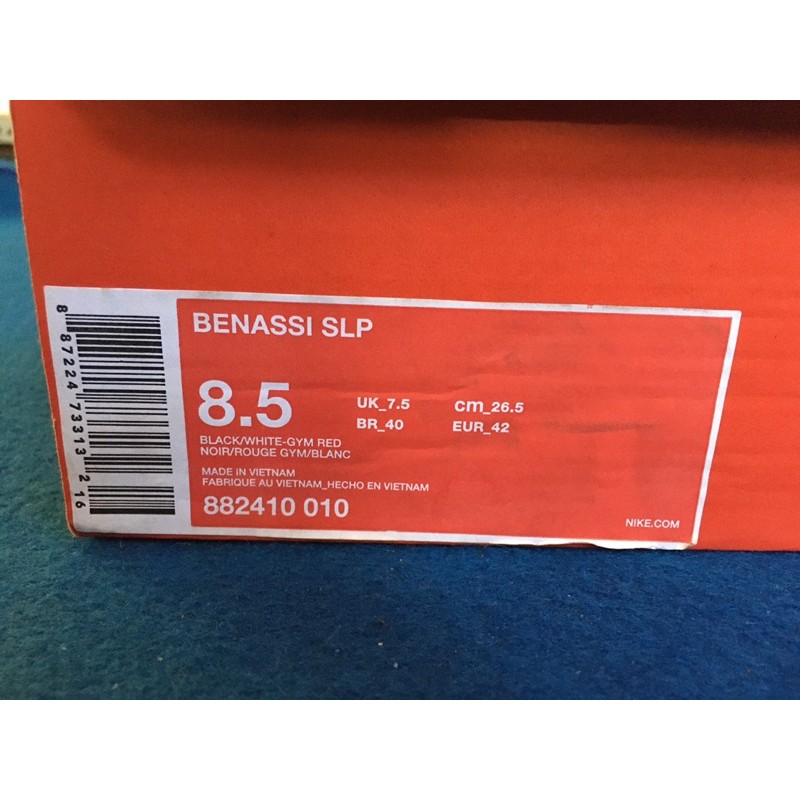 BENASSI SLP
8.5
UK_7.5 cm_26.5
BR_40 EUR_42
BLACK/WHITE-GYM RED
NOIR/ROUGE GYM/BLANC
MADE IN VIETNAM
FABRIQUE AU VIETNAM_HECHO EN VIETNAM
882410 010
NIKE.COM
8 87224 73313 2 16